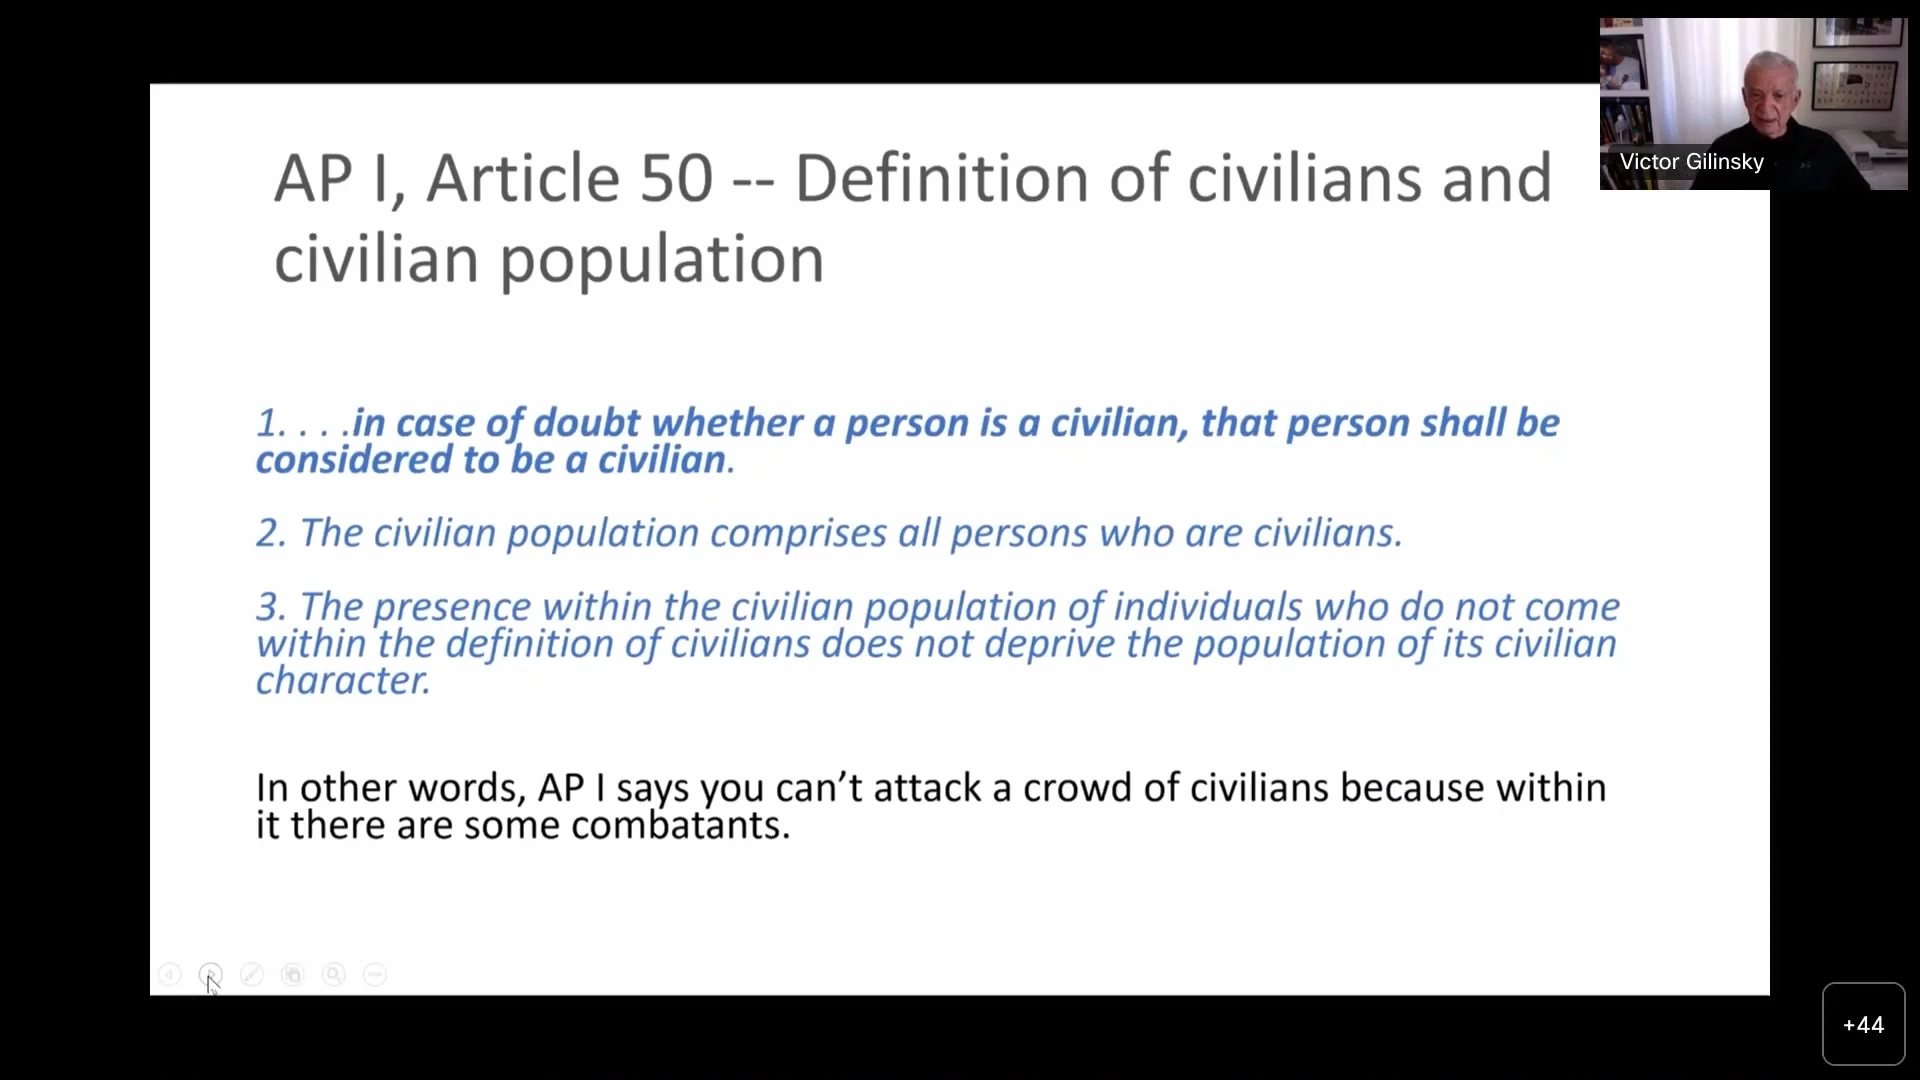 AP I, Article 50 -- Definition of civilians and
civilian population
1. . . .in case of doubt whether a person is a civilian, that person shall be
considered to be a civilian.
2. The civilian population comprises all persons who are civilians.
3. The presence within the civilian population of individuals who do not come
within the definition of civilians does not deprive the population of its civilian
character.
In other words, AP I says you can’t attack a crowd of civilians because within
it there are some combatants.
Victor Gilinsky
+44